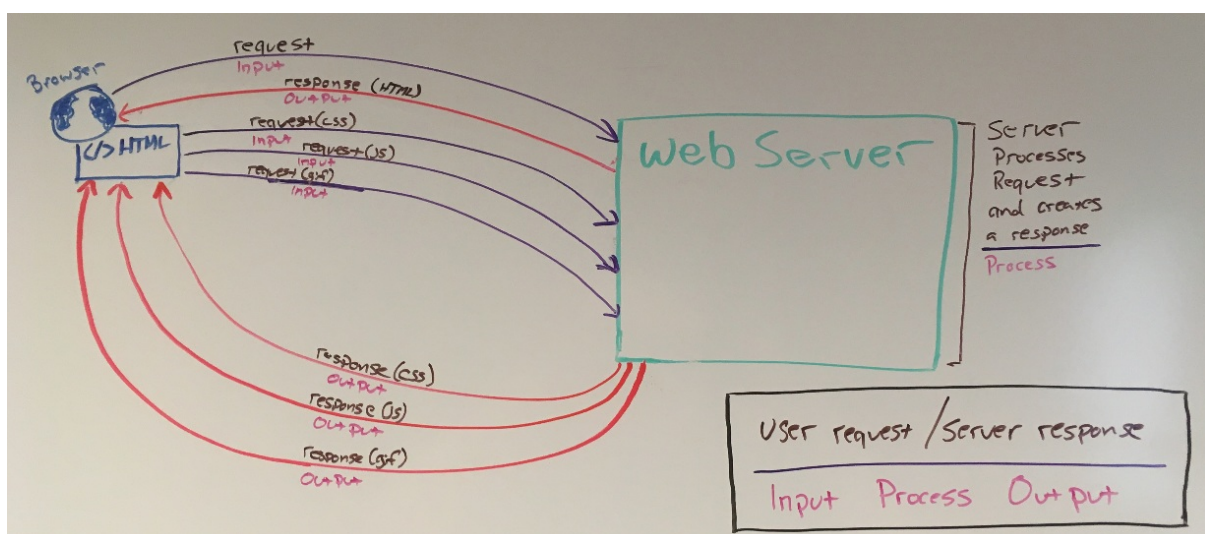 Browser
</> HTML
request
Input
response (HTML)
Output
request (css)
Input
request (JS)
Input
request (gif)
Input
Web Server
Server
Processes
Request
and creates
a response
Process
response (css)
Output
response (JS)
Output
response (gif)
Output
User request / Server response
Input Process Output